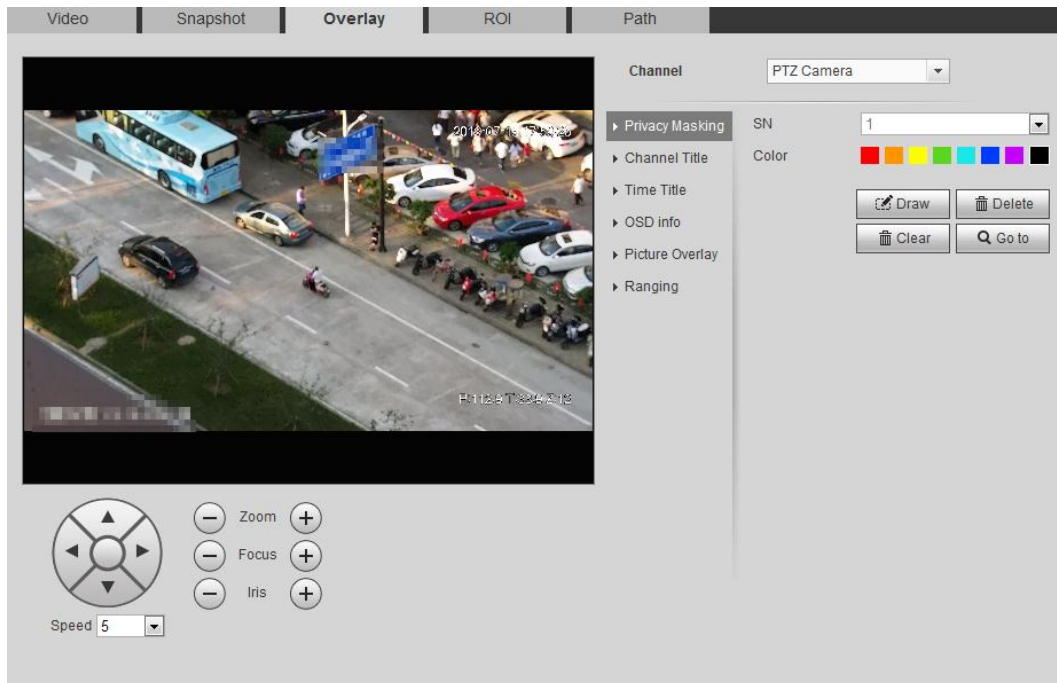 Video Snapshot Overlay ROI Path
Channel PTZ Camera
Privacy Masking
Channel Title
Time Title
OSD info
Picture Overlay
Ranging
SN 1
Color
Draw Delete
Clear Go to
Zoom
Focus
Iris
Speed 5